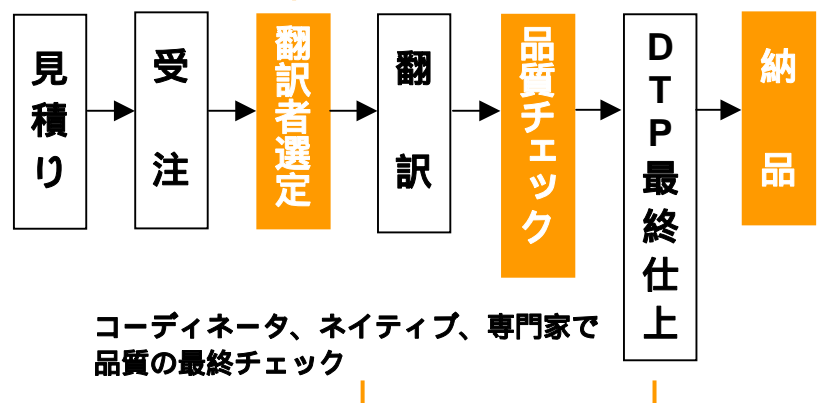 見積り
受注
翻訳者選定
翻訳
品質チェック
DTP最終仕上
納品
コーディネータ、ネイティブ、専門家で
品質の最終チェック